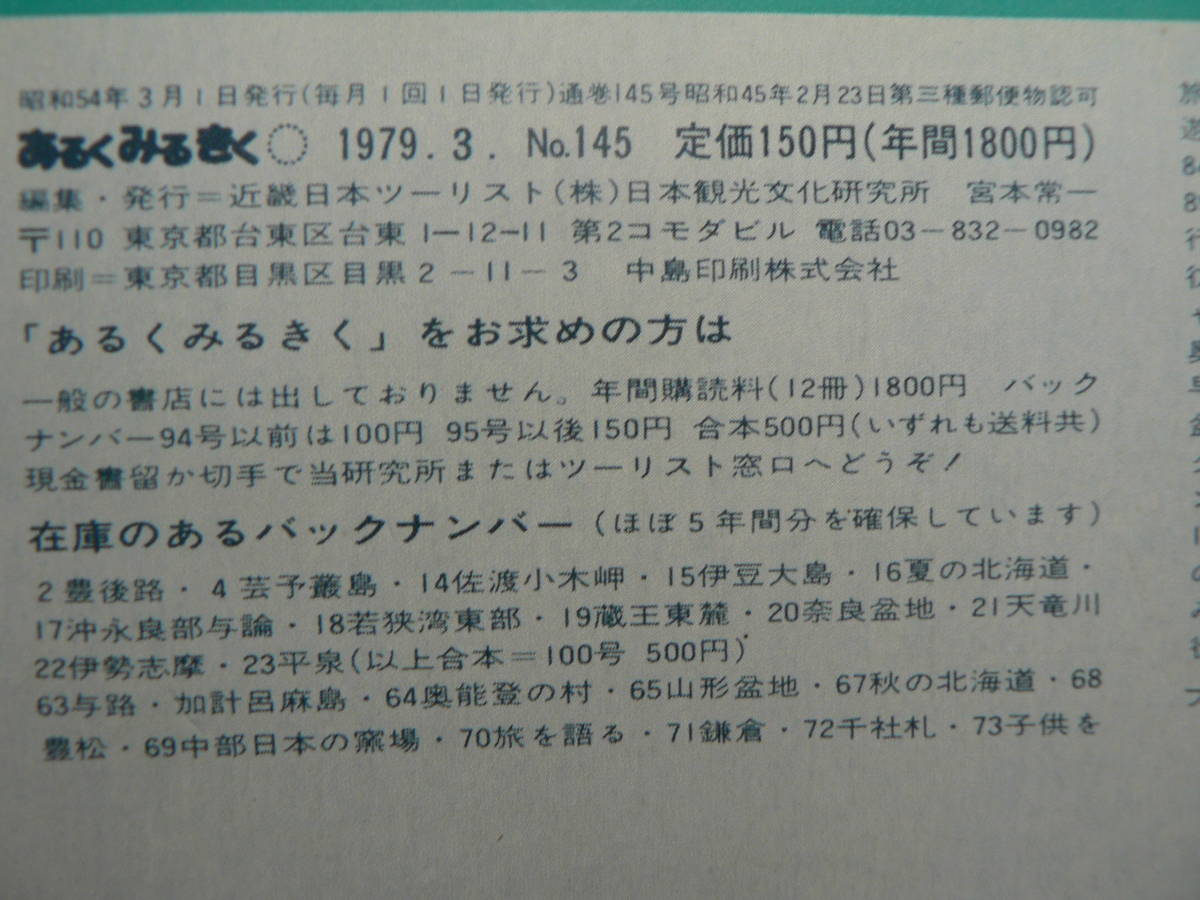 昭和54年3月1日発行(毎月1回1日発行)通巻145号昭和45年2月23日第三種郵便物認可
あるくみるきく 1979.3. No.145 定価150円(年間1800円)
編集・発行=近畿日本ツーリスト(株)日本観光文化研究所 宮本常一
〒110 東京都台東区台東1-12-11 第2コモダビル 電話03-832-0982
印刷=東京都目黒区目黒2-11-3 中島印刷株式会社
「あるくみるきく」をお求めの方は
一般の書店には出しておりません。年間購読料(12冊)1800円 バック
ナンバー94号以前は100円 95号以後150円 合本500円(いずれも送料共)
現金書留か切手で当研究所またはツーリスト窓口へどうぞ!
在庫のあるバックナンバー(ほぼ5年間分を確保しています)
2豊後路・4芸予叢島・14佐渡小木岬・15伊豆大島・16夏の北海道・
17沖永良部与論・18若狭湾東部・19蔵王東麓・20奈良盆地・21天竜川
22伊勢志摩・23平泉(以上合本=100号 500円)
63与路・加計呂麻島・64奥能登の村・65山形盆地・67秋の北海道・68
豊松・69中部日本の窯場・70旅を語る・71鎌倉・72千社札・73子供を